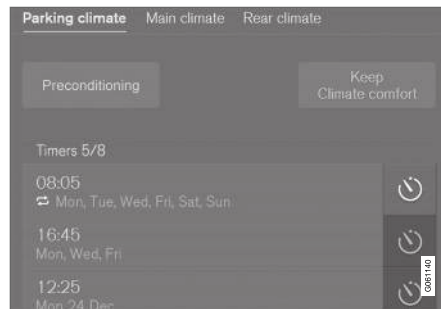 Parking climate Main climate Rear climate
Preconditioning
Keep
Climate comfort
Timers 5/8
08:05
Mon, Tue, Wed, Fri, Sat, Sun
16:45
Mon, Wed, Fri
12:25
Mon 24 Dec
G061140